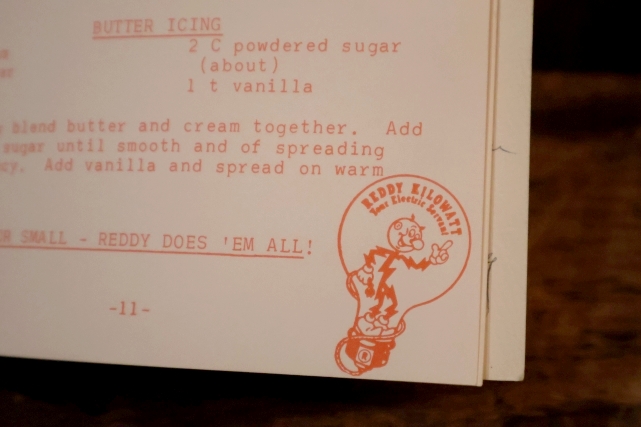 BUTTER ICING
2 C powdered sugar
(about)
1 t vanilla
blend butter and cream together. Add
sugar until smooth and of spreading
Add vanilla and spread on warm
REDDY KILOWATT
Your Electric Servant
SMALL - REDDY DOES 'EM ALL!
-11-